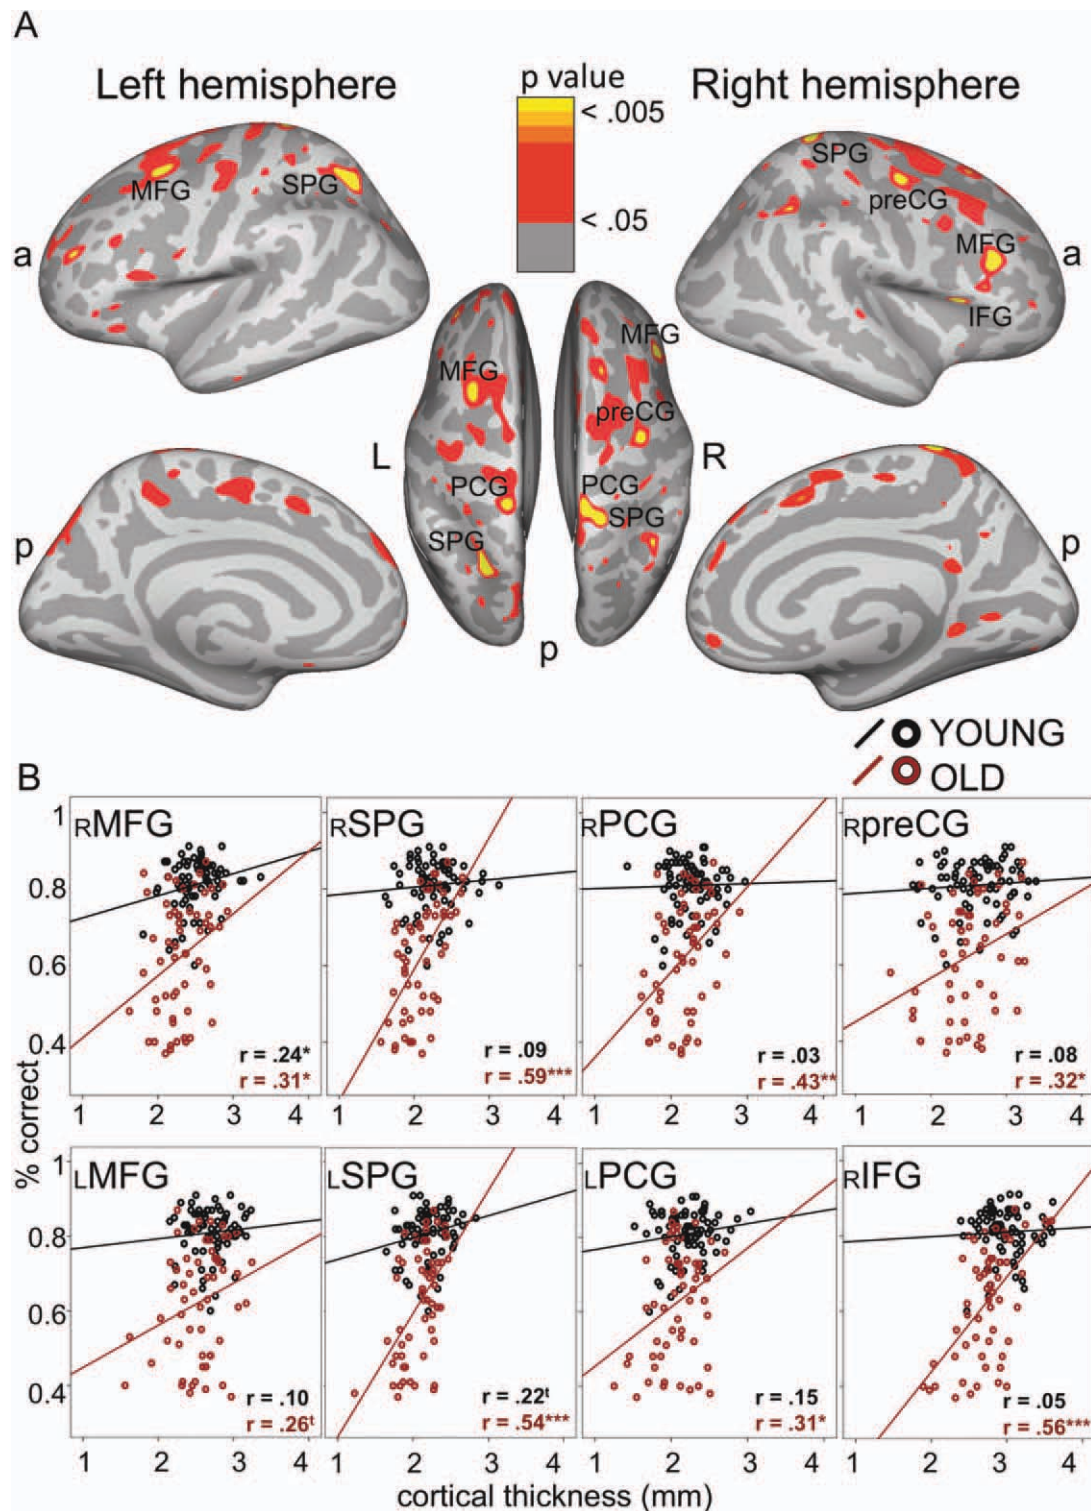 A
Left hemisphere
p value
< .005
< .05
Right hemisphere
MFG
SPG
a
SPG
preCG
MFG
IFG
a
MFG
PCG
SPG
L
MFG
preCG
PCG
SPG
R
p
p
p
YOUNG
OLD
B
RMFG
RSPG
RPCG
RpreCG
1
0.8
0.6
0.4
r = .24*
r = .31*
r = .09
r = .59***
r = .03
r = .43**
r = .08
r = .32*
1 2 3 4
1 2 3 4
1 2 3 4
1 2 3 4
% correct
LMFG
LSPG
LPCG
RIFG
1
0.8
0.6
0.4
r = .10
r = .26t
r = .22t
r = .54***
r = .15
r = .31*
r = .05
r = .56***
1 2 3 4
1 2 3 4
1 2 3 4
1 2 3 4
cortical thickness (mm)